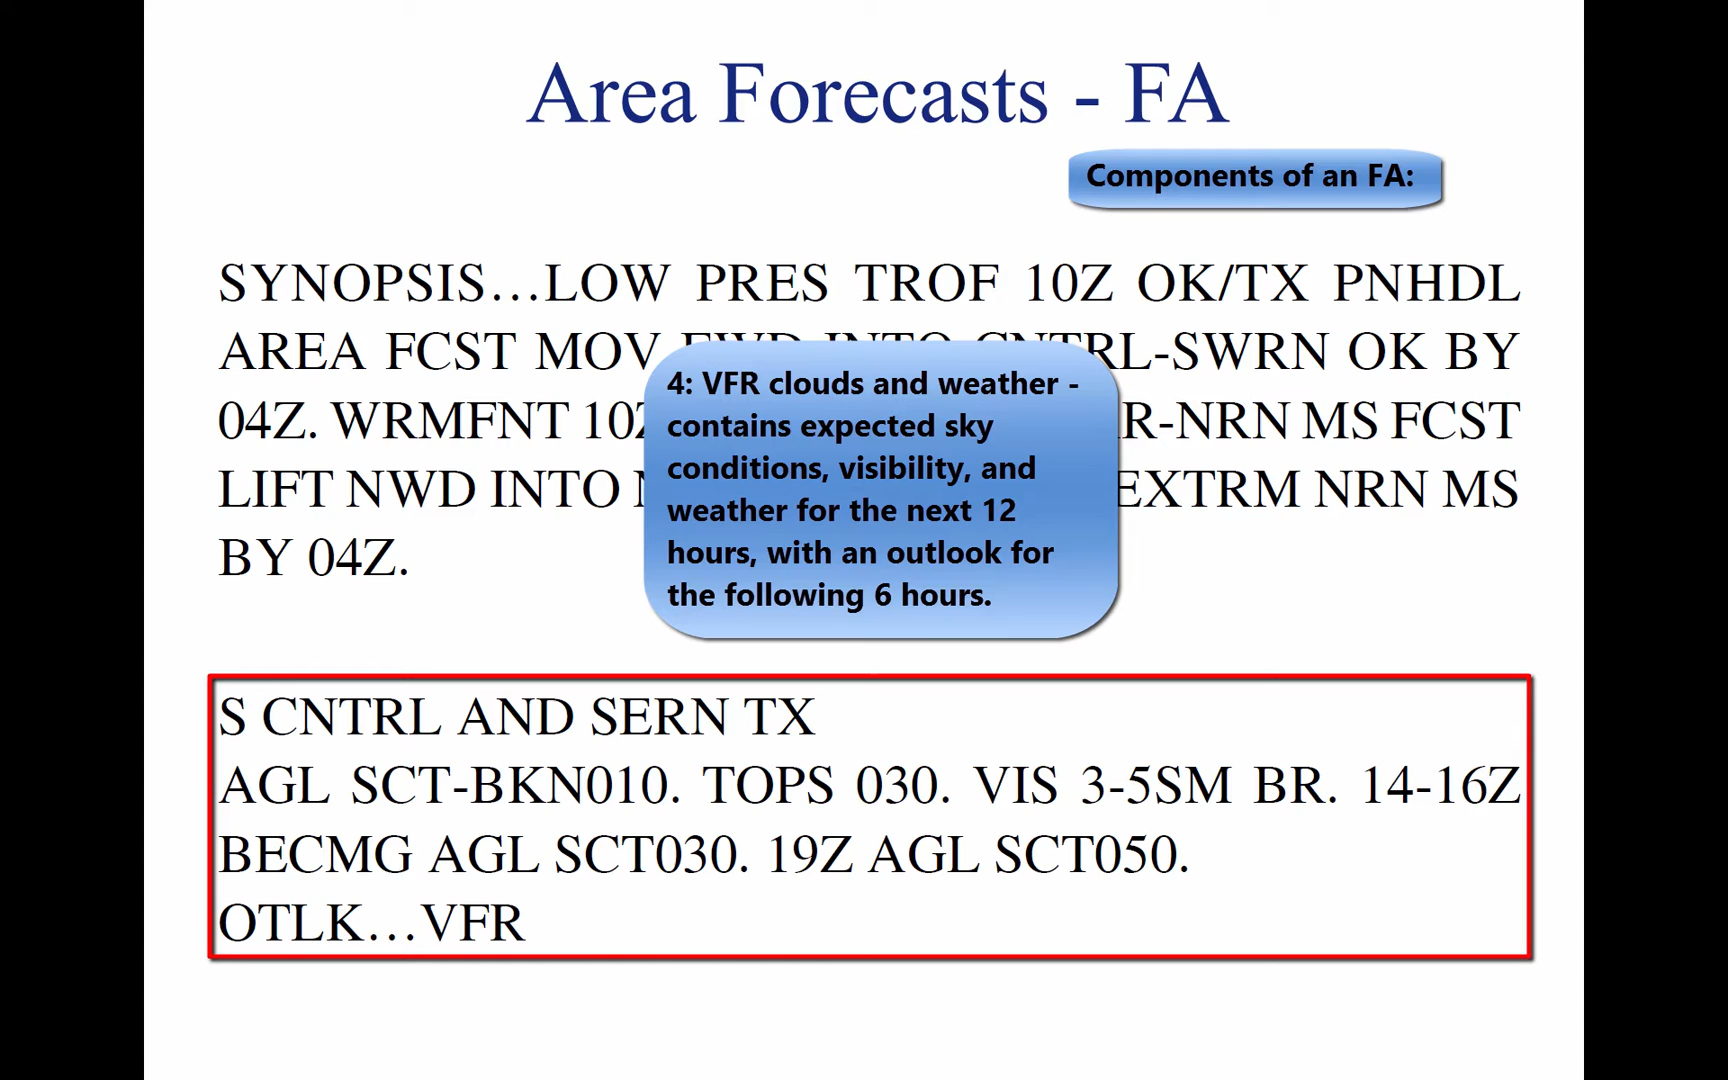 Area Forecasts - FA
Components of an FA:
SYNOPSIS…LOW PRES TROF 10Z OK/TX PNHDL
AREA FCST MOV EWD INTO CNTRL-SWRN OK BY
04Z. WRMFNT 10Z R-NRN MS FCST
LIFT NWD INTO EXTRM NRN MS
BY 04Z.
4: VFR clouds and weather -
contains expected sky
conditions, visibility, and
weather for the next 12
hours, with an outlook for
the following 6 hours.
S CNTRL AND SERN TX
AGL SCT-BKN010. TOPS 030. VIS 3-5SM BR. 14-16Z
BECMG AGL SCT030. 19Z AGL SCT050.
OTLK…VFR